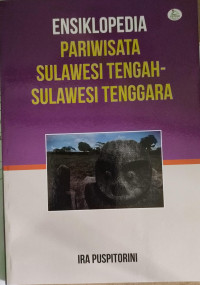 ENSIKLOPEDIA
PARIWISATA
SULAWESI TENGAH-
SULAWESI TENGGARA
IRA PUSPITORINI